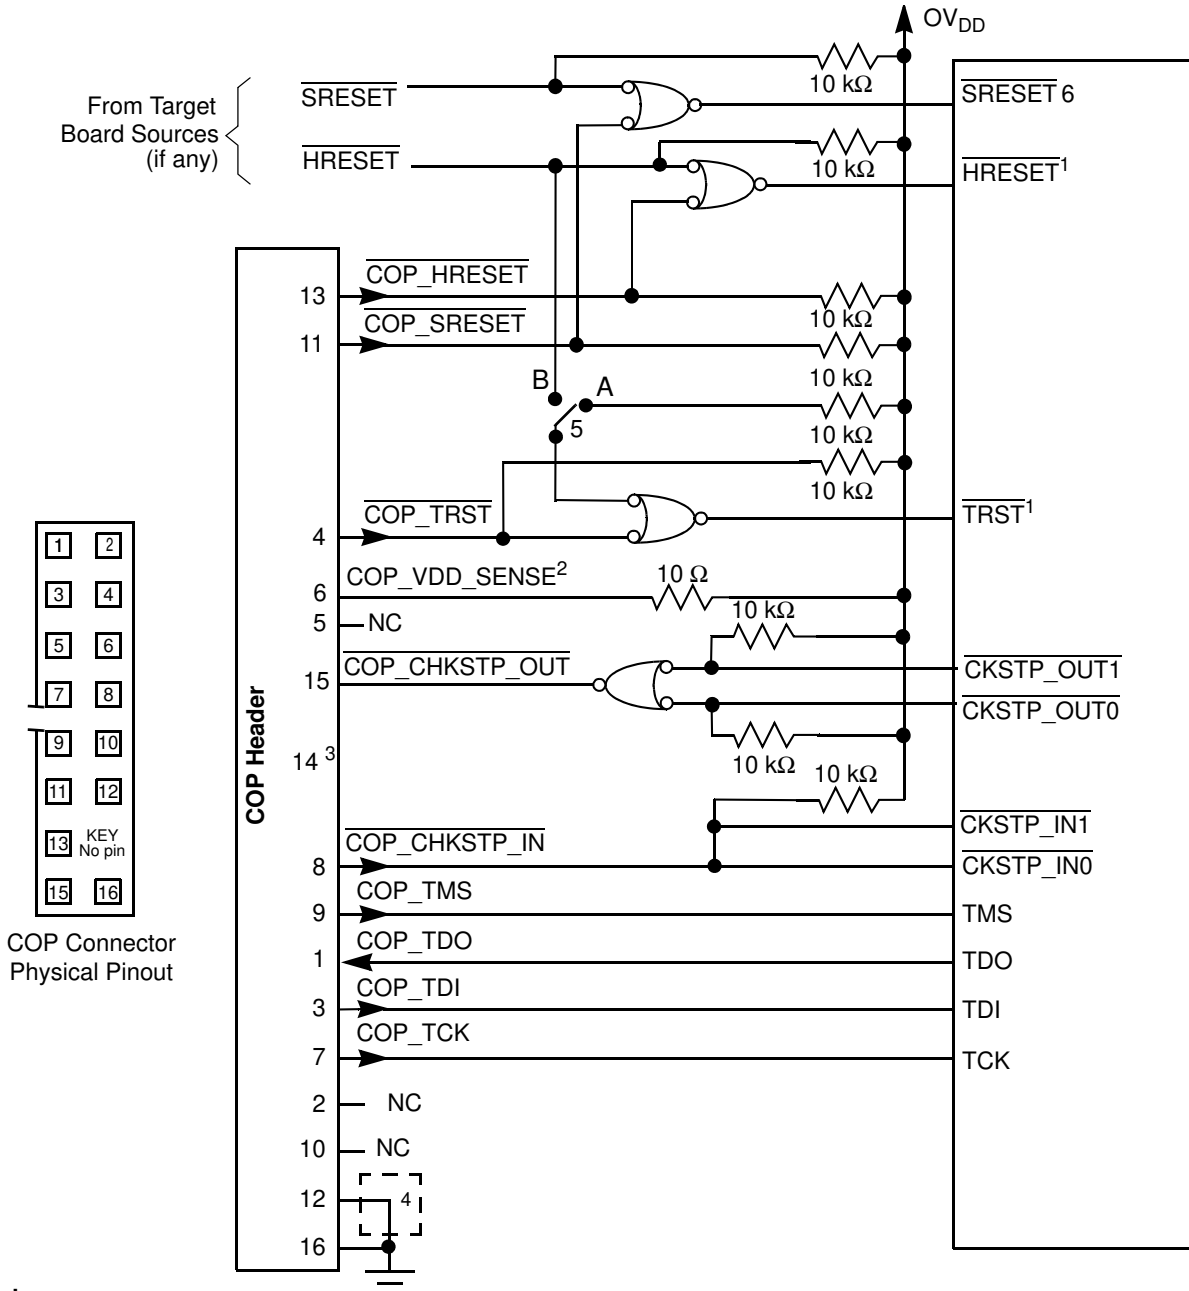 OVDD
10 kΩ
SRESET
SRESET 6
From Target
Board Sources
(if any)
HRESET
10 kΩ
HRESET1
COP_HRESET
13
10 kΩ
COP_SRESET
11
10 kΩ
B
A
5
10 kΩ
10 kΩ
COP_TRST
4
TRST1
COP_VDD_SENSE2
6
10 Ω
5
NC
10 kΩ
COP_CHKSTP_OUT
15
CKSTP_OUT1
CKSTP_OUT0
14 3
10 kΩ
10 kΩ
COP Header
CKSTP_IN1
COP_CHKSTP_IN
8
CKSTP_IN0
COP_TMS
9
TMS
COP_TDO
1
TDO
COP_TDI
3
TDI
COP_TCK
7
TCK
2
NC
10
NC
12
4
16
1 2
3 4
5 6
7 8
9 10
11 12
13 KEY
No pin
15 16
COP Connector
Physical Pinout